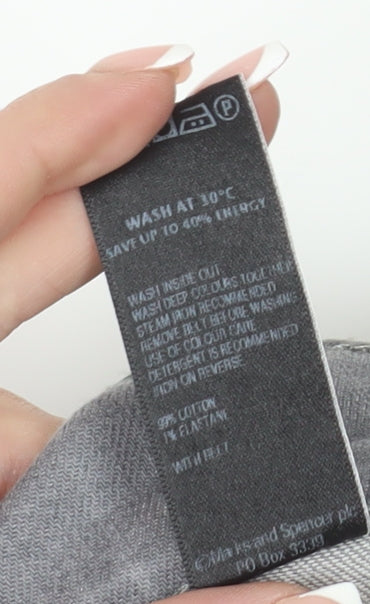 P
WASH AT 30°C
SAVE UP TO 40% ENERGY
WASH INSIDE OUT
WASH DEEP COLOURS TOGETHER
STEAM IRON RECOMMENDED
REMOVE BELT BEFORE WASHING
USE OF COLOUR CARE
DETERGENT IS RECOMMENDED
IRON ON REVERSE
99% COTTON
1% ELASTANE
WITH BELT
©Marks and Spencer plc
PO Box 3339